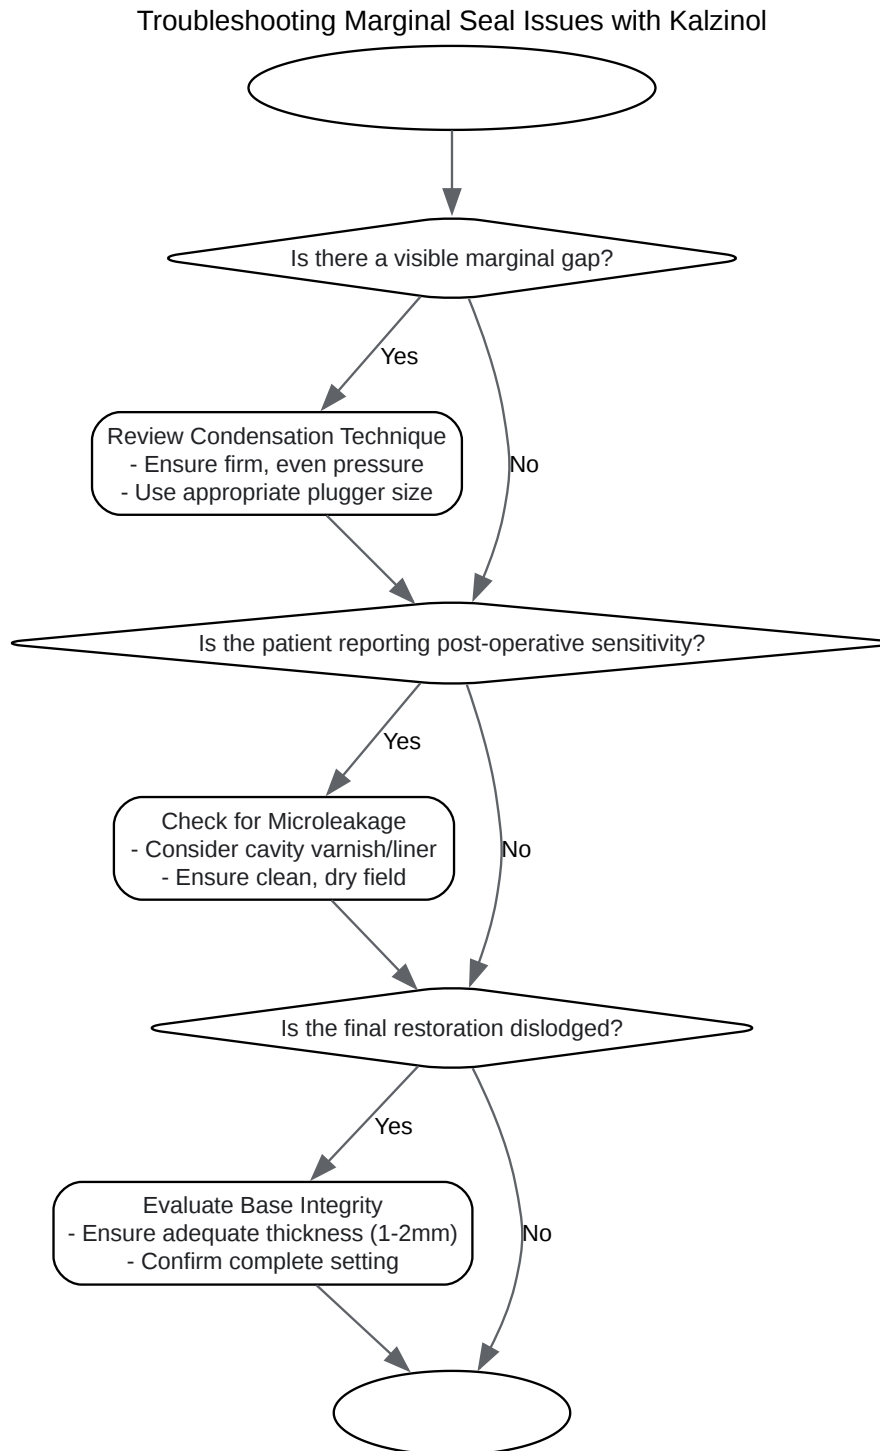 Troubleshooting Marginal Seal Issues with Kalzinol
Is there a visible marginal gap?
Yes
Review Condensation Technique
- Ensure firm, even pressure
- Use appropriate plugger size
No
Is the patient reporting post-operative sensitivity?
Yes
Check for Microleakage
- Consider cavity varnish/liner
- Ensure clean, dry field
No
Is the final restoration dislodged?
Yes
Evaluate Base Integrity
- Ensure adequate thickness (1-2mm)
- Confirm complete setting
No